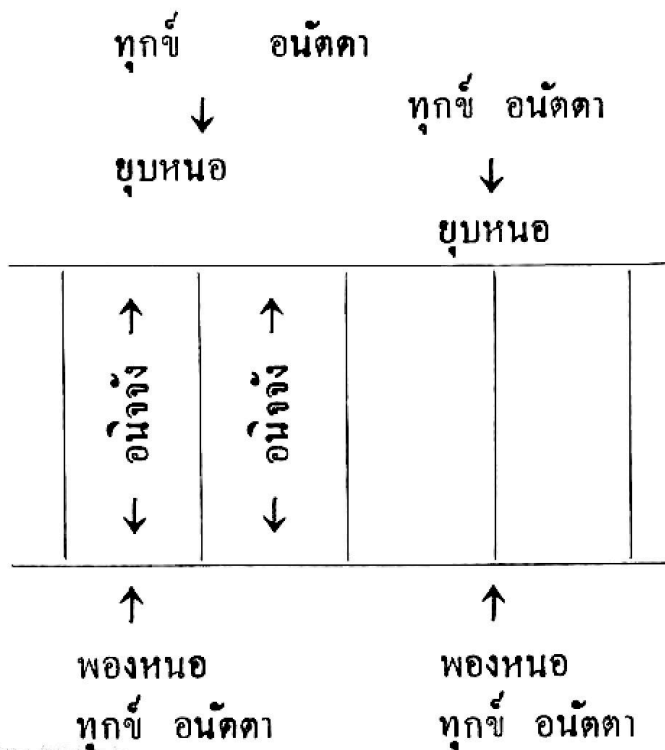 ทุกข์ อนัตตา
ทุกข์ อนัตตา
↓
↓
ยุบหนอ
ยุบหนอ
↑ ↑
อนิจจัง อนิจจัง
↓ ↓
↑ ↑
พองหนอ พองหนอ
ทุกข์ อนัตตา ทุกข์ อนัตตา